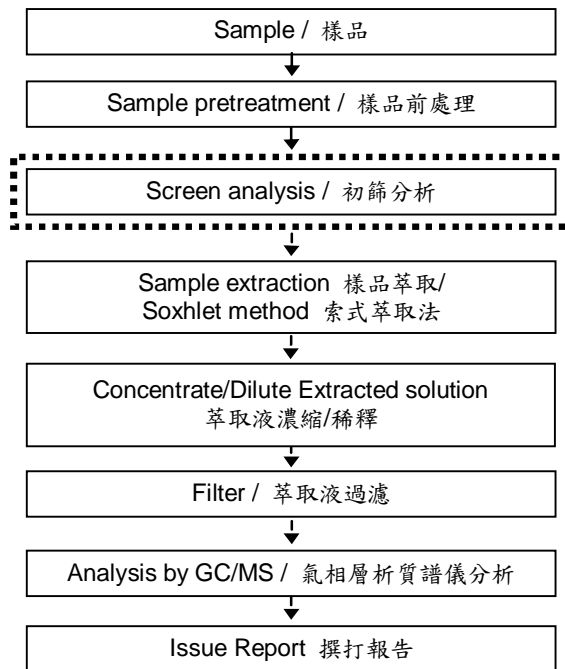 Sample / 樣品
Sample pretreatment / 樣品前處理
Screen analysis / 初篩分析
Sample extraction 樣品萃取/
Soxhlet method 索式萃取法
Concentrate/Dilute Extracted solution
萃取液濃縮/稀釋
Filter / 萃取液過濾
Analysis by GC/MS / 氣相層析質譜儀分析
Issue Report 撰打報告